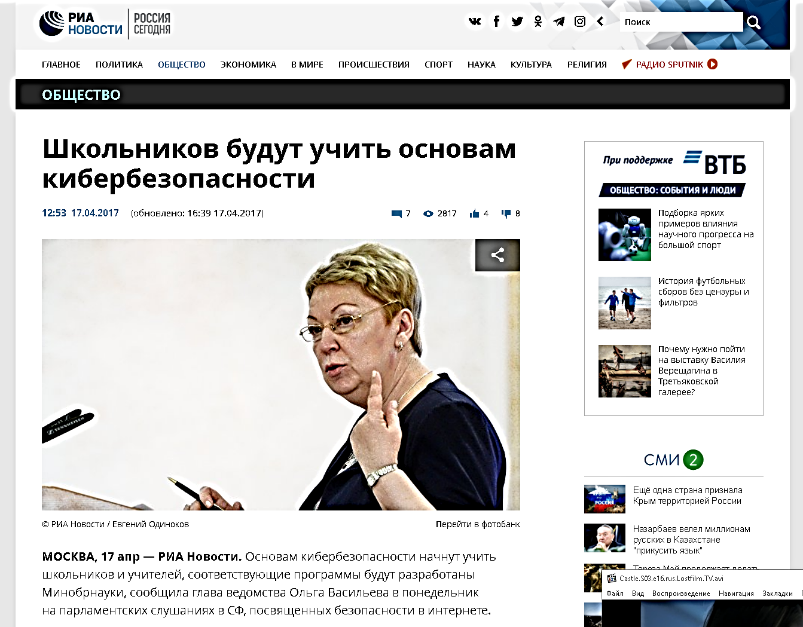 РИА
НОВОСТИ
РОССИЯ
СЕГОДНЯ
Поиск
ГЛАВНОЕ ПОЛИТИКА ОБЩЕСТВО ЭКОНОМИКА В МИРЕ ПРОИСШЕСТВИЯ СПОРТ НАУКА КУЛЬТУРА РЕЛИГИЯ РАДИО SPUTNIK
ОБЩЕСТВО
Школьников будут учить основам
кибербезопасности
12:53 17.04.2017 (обновлено: 16:39 17.04.2017) 7 2817 4 8
© РИА Новости / Евгений Одиноков Перейти в фотобанк
МОСКВА, 17 апр — РИА Новости. Основам кибербезопасности начнут учить
школьников и учителей, соответствующие программы будут разработаны
Минобрнауки, сообщила глава ведомства Ольга Васильева в понедельник
на парламентских слушаниях в СФ, посвященных безопасности в интернете.
При поддержке ВТБ
ОБЩЕСТВО: СОБЫТИЯ И ЛЮДИ
Подборка ярких
примеров влияния
научного прогресса на
большой спорт
История футбольных
сборов без цензуры и
фильтров
Почему нужно пойти
на выставку Василия
Верещагина в
Третьяковской
галерее?
СМИ 2
Ещё одна страна признала
Крым территорией России
РОССИЯ
Назарбаев велел миллионам
русских в Казахстане
"прикусить язык"
Тереза Мэй продолжает делать
Castle.S03.e16.rus.Lostfilm.TV.avi
Файл Вид Воспроизведение Навигация Закладки